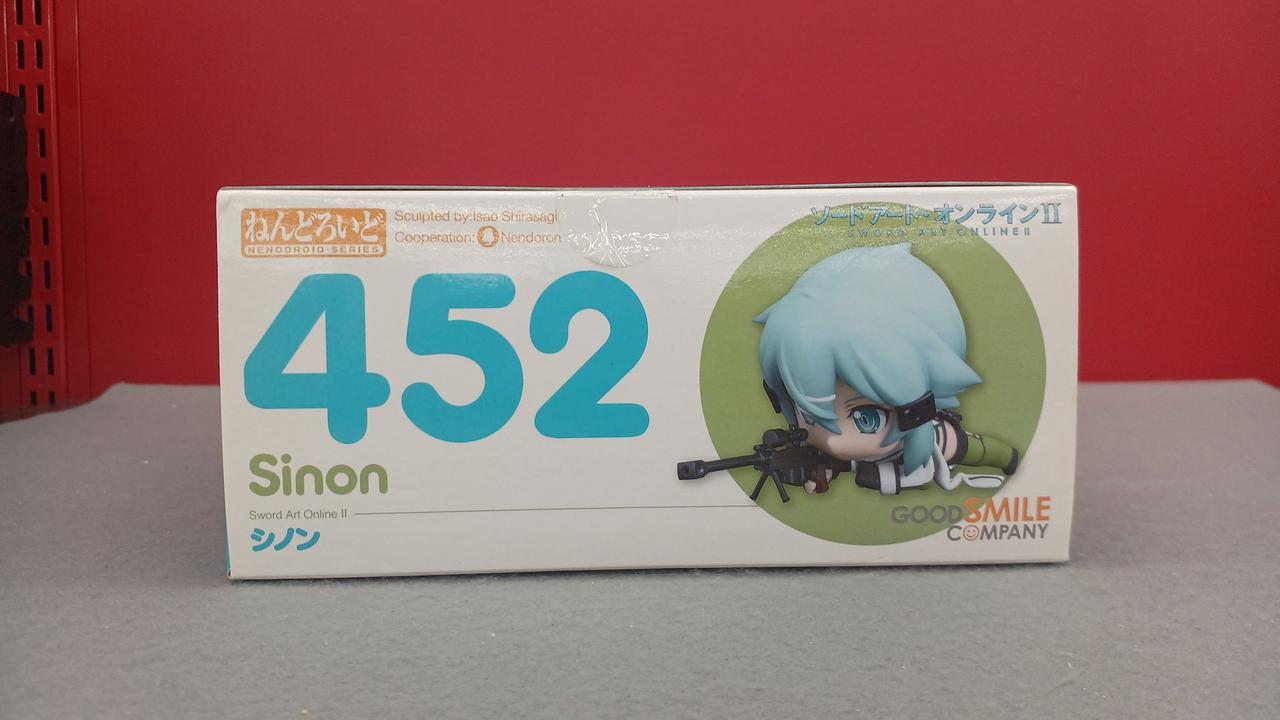 ねんどろいど
NENDOROID SERIES
Sculpted by:Isao Shirasagi
Cooperation: Nendoron
ソードアート・オンラインII
SWORD ART ONLINE II
452
Sinon
Sword Art Online II
シノン
GOODSMILE
COMPANY